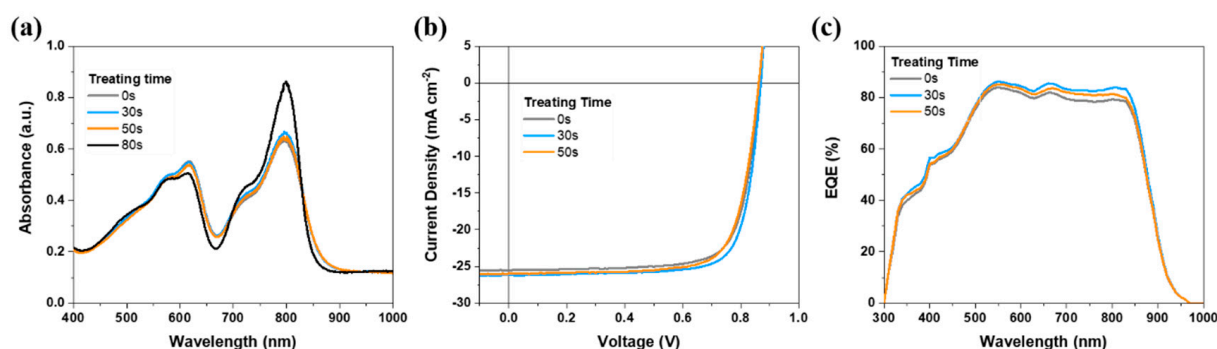 (a)
1.0
0.8
0.6
0.4
0.2
0.0
Absorbance (a.u.)
Treating time
0s
30s
50s
80s
400 500 600 700 800 900 1000
Wavelength (nm)
(b)
5
0
-5
-10
-15
-20
-25
-30
Current Density (mA cm⁻²)
Treating Time
0s
30s
50s
0.0 0.2 0.4 0.6 0.8 1.0
Voltage (V)
(c)
100
80
60
40
20
0
EQE (%)
Treating Time
0s
30s
50s
300 400 500 600 700 800 900 1000
Wavelength (nm)